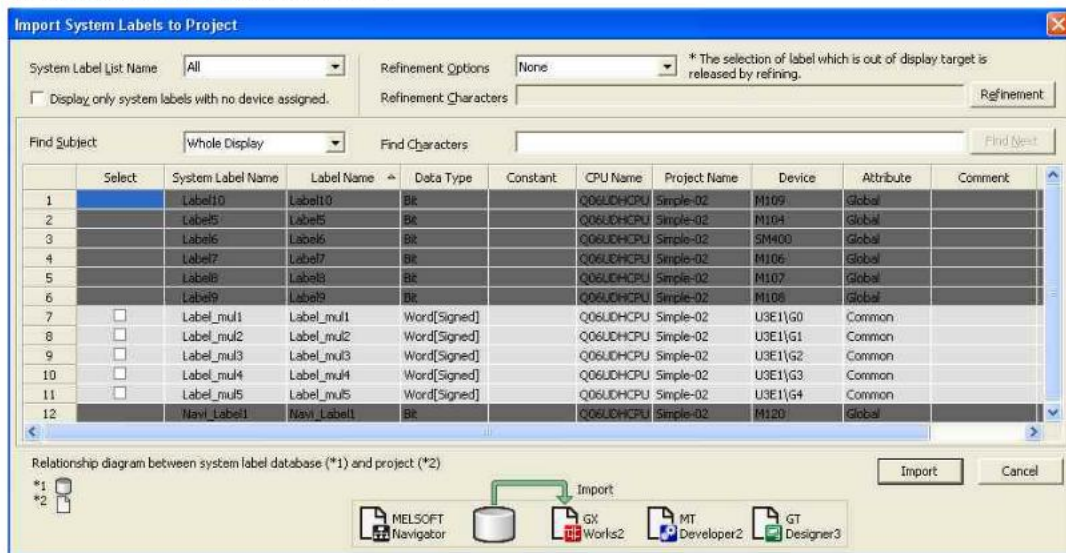 Import System Labels to Project
System Label List Name All Refinement Options None * The selection of label which is out of display target is
released by refining.
Display only system labels with no device assigned. Refinement Characters Refinement
Find Subject Whole Display Find Characters Find Next
Select System Label Name Label Name Data Type Constant CPU Name Project Name Device Attribute Comment
1 Label10 Label10 Bit Q06UDHCPU Simple-02 M109 Global
2 Label5 Label5 Bit Q06UDHCPU Simple-02 M104 Global
3 Label6 Label6 Bit Q06UDHCPU Simple-02 SM400 Global
4 Label7 Label7 Bit Q06UDHCPU Simple-02 M106 Global
5 Label8 Label8 Bit Q06UDHCPU Simple-02 M107 Global
6 Label9 Label9 Bit Q06UDHCPU Simple-02 M108 Global
7 Label_mul1 Label_mul1 Word[Signed] Q06UDHCPU Simple-02 U3E1\G0 Common
8 Label_mul2 Label_mul2 Word[Signed] Q06UDHCPU Simple-02 U3E1\G1 Common
9 Label_mul3 Label_mul3 Word[Signed] Q06UDHCPU Simple-02 U3E1\G2 Common
10 Label_mul4 Label_mul4 Word[Signed] Q06UDHCPU Simple-02 U3E1\G3 Common
11 Label_mul5 Label_mul5 Word[Signed] Q06UDHCPU Simple-02 U3E1\G4 Common
12 Navi_Label1 Navi_Label1 Bit Q06UDHCPU Simple-02 M120 Global
Relationship diagram between system label database (*1) and project (*2)
*1
*2
Import Cancel
Import
MELSOFT
Navigator
GX
Works2
MT
Developer2
GT
Designer3